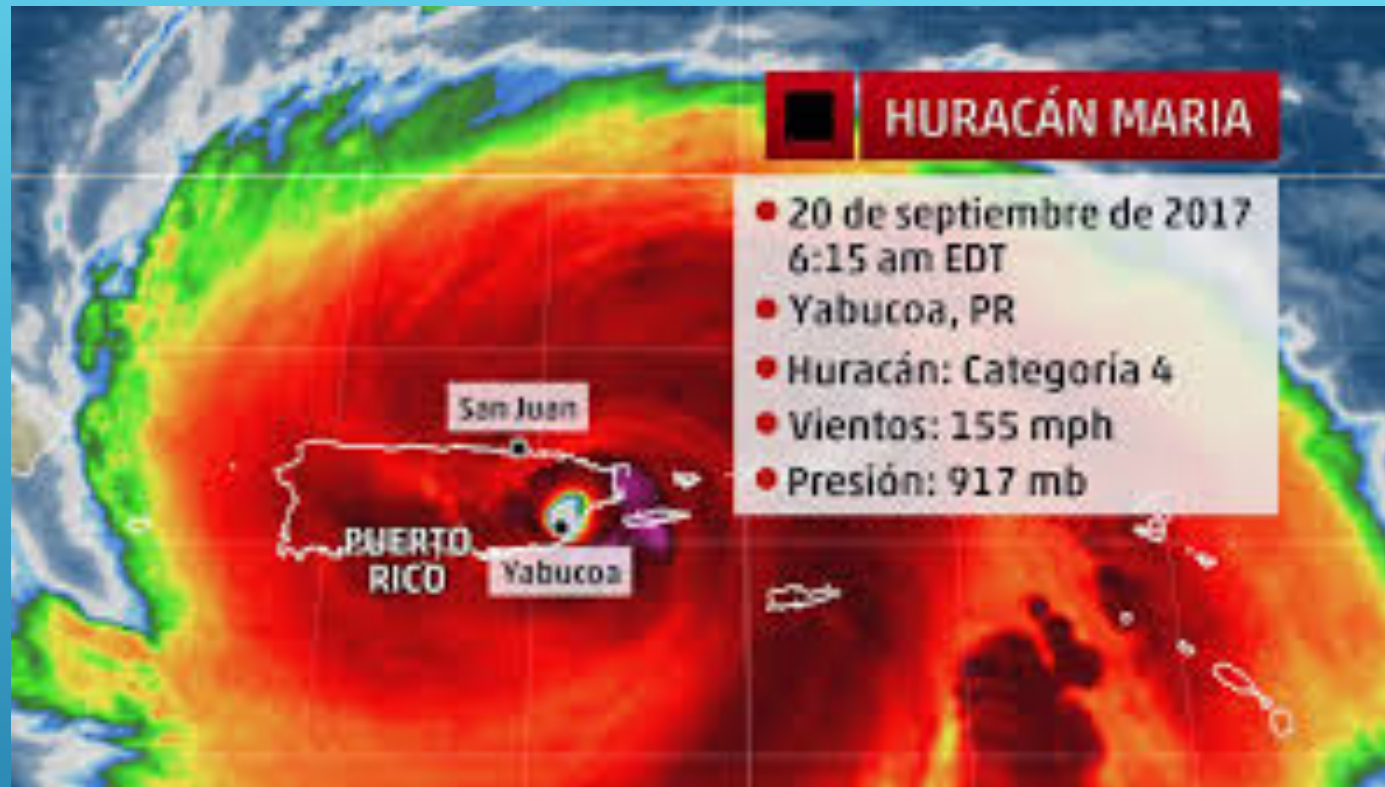 HURACÁN MARIA
20 de septiembre de 2017
6:15 am EDT
Yabucoa, PR
Huracán: Categoría 4
Vientos: 155 mph
Presión: 917 mb
San Juan
PUERTO
RICO
Yabucoa